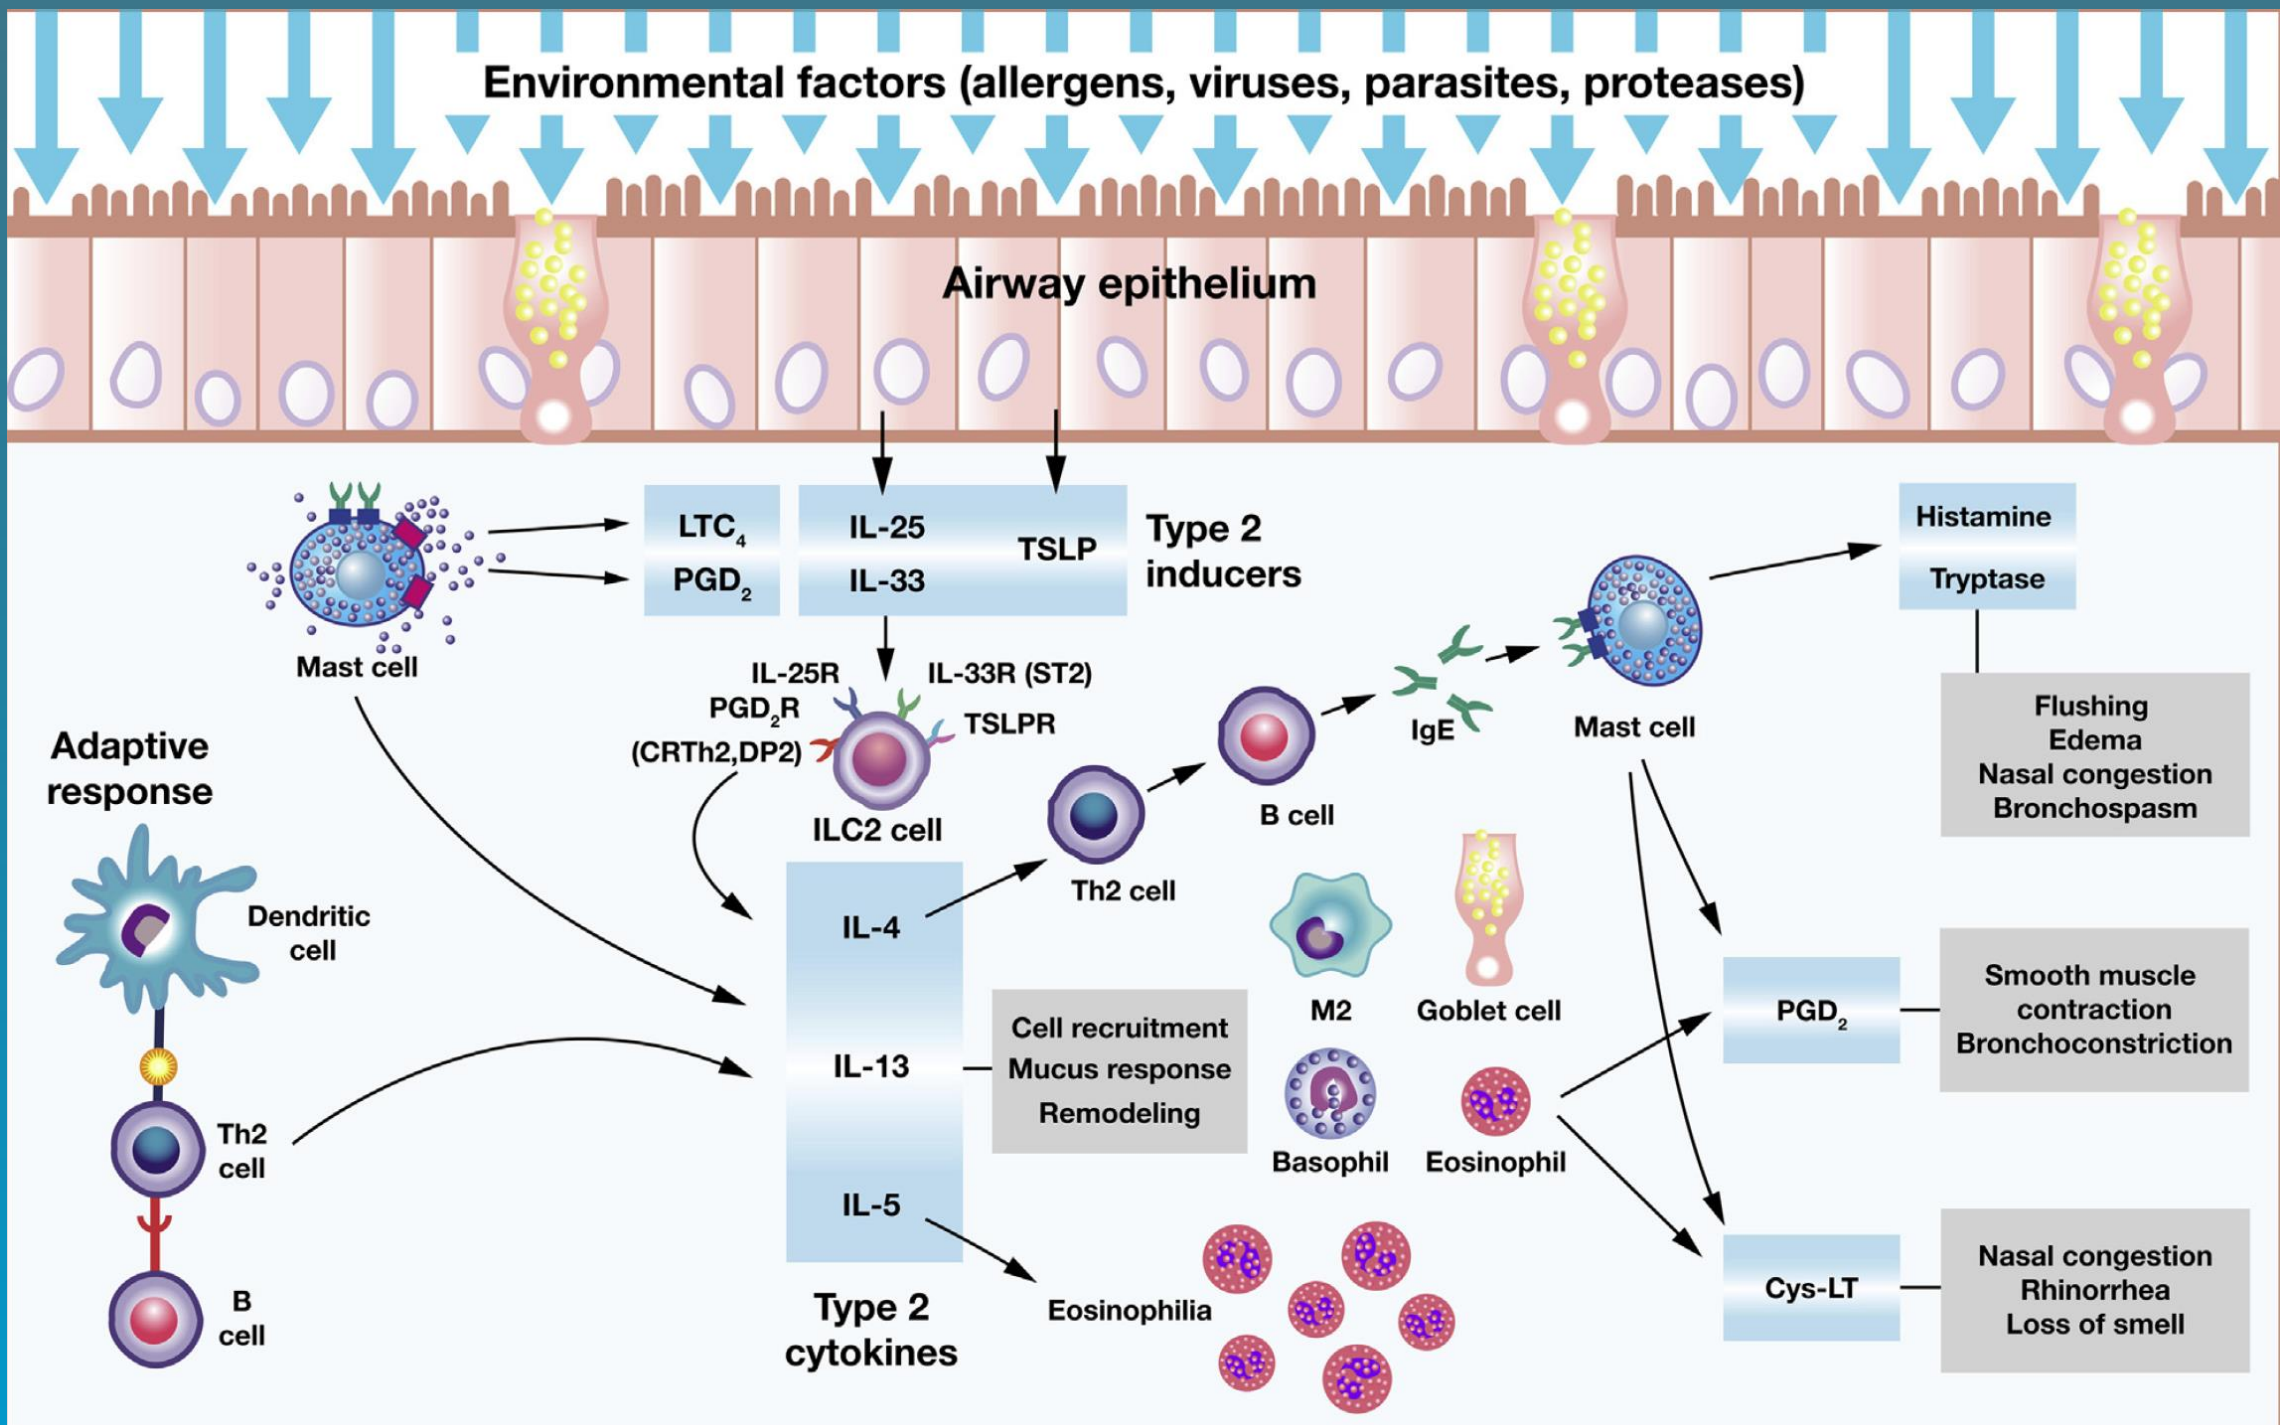 Environmental factors (allergens, viruses, parasites, proteases)
Airway epithelium
Mast cell
LTC4
PGD2
IL-25
IL-33
TSLP
Type 2
inducers
IL-25R
PGD2R
(CRTh2,DP2)
IL-33R (ST2)
TSLPR
ILC2 cell
Adaptive
response
Dendritic
cell
Th2
cell
B
cell
IL-4
IL-13
IL-5
Type 2
cytokines
Th2 cell
B cell
IgE
Mast cell
Histamine
Tryptase
Flushing
Edema
Nasal congestion
Bronchospasm
Cell recruitment
Mucus response
Remodeling
M2
Goblet cell
Basophil
Eosinophil
Eosinophilia
PGD2
Smooth muscle
contraction
Bronchoconstriction
Cys-LT
Nasal congestion
Rhinorrhea
Loss of smell